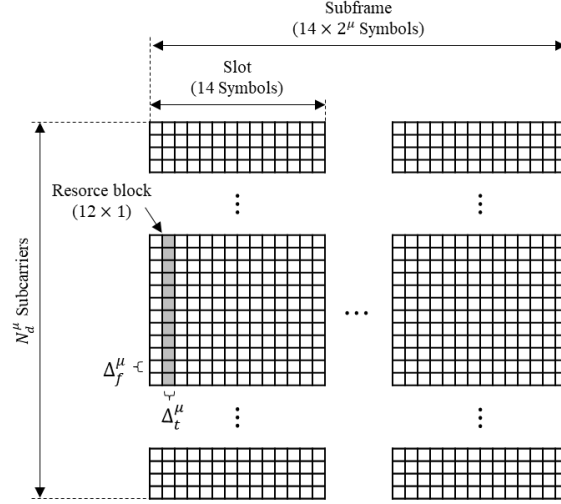 Subframe
(14 × 2^μ Symbols)
Slot
(14 Symbols)
Resorce block
(12 × 1)
N_d^μ Subcarriers
Δ_f^μ
Δ_t^μ